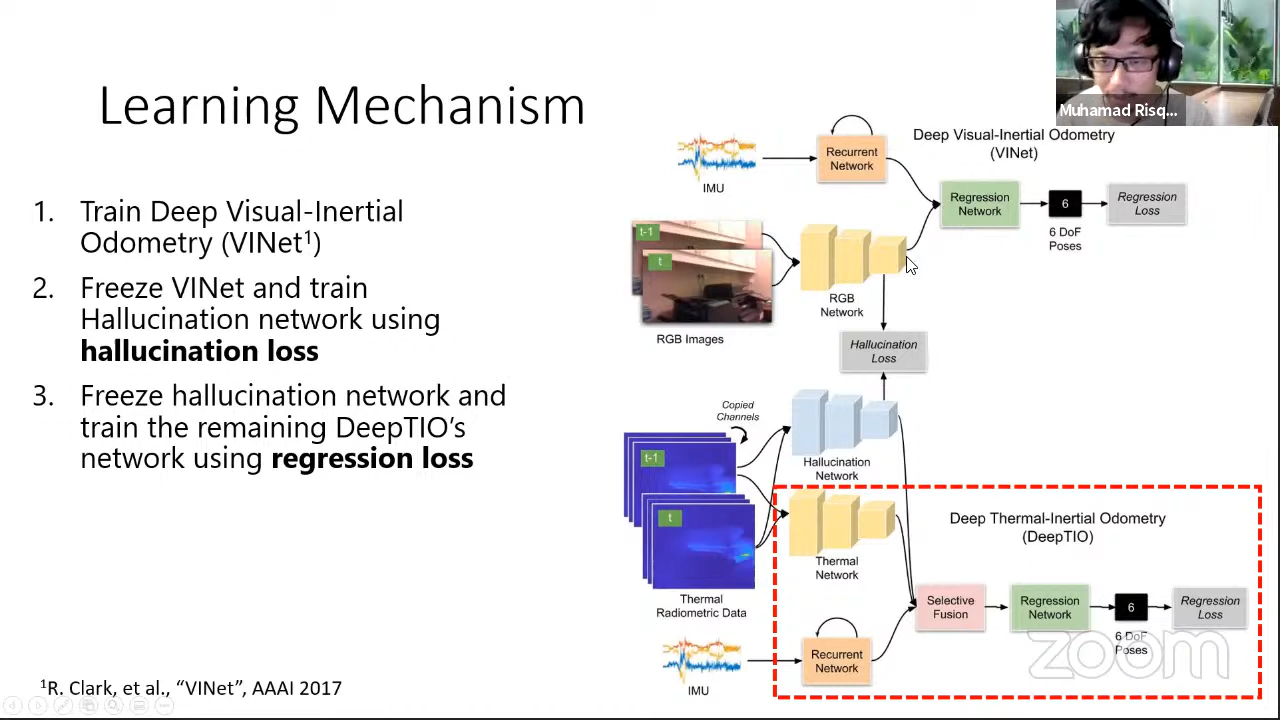 Muhamad Risq...
Learning Mechanism
1. Train Deep Visual-Inertial
Odometry (VINet¹)
2. Freeze VINet and train
Hallucination network using
hallucination loss
3. Freeze hallucination network and
train the remaining DeepTIO’s
network using regression loss
¹R. Clark, et al., “VINet”, AAAI 2017
Deep Visual-Inertial Odometry
(VINet)
IMU
Recurrent
Network
Regression
Network
6
6 DoF
Poses
Regression
Loss
t-1
t
RGB Images
RGB
Network
Hallucination
Loss
Copied
Channels
Hallucination
Network
t-1
t
Thermal
Radiometric Data
Thermal
Network
Deep Thermal-Inertial Odometry
(DeepTIO)
Selective
Fusion
Regression
Network
6
6 DoF
Poses
Regression
Loss
IMU
Recurrent
Network
zoom